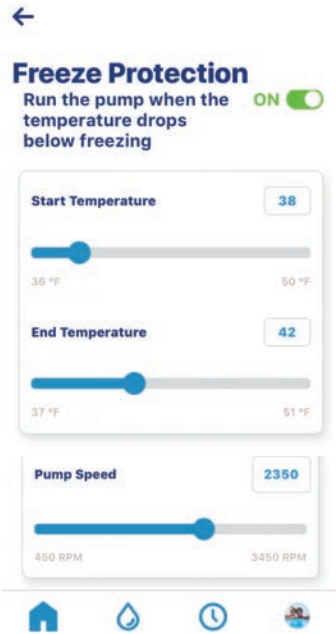 Freeze Protection
Run the pump when the ON
temperature drops
below freezing
Start Temperature 38
36 °F 50 °F
End Temperature 42
37 °F 51 °F
Pump Speed 2350
450 RPM 3450 RPM